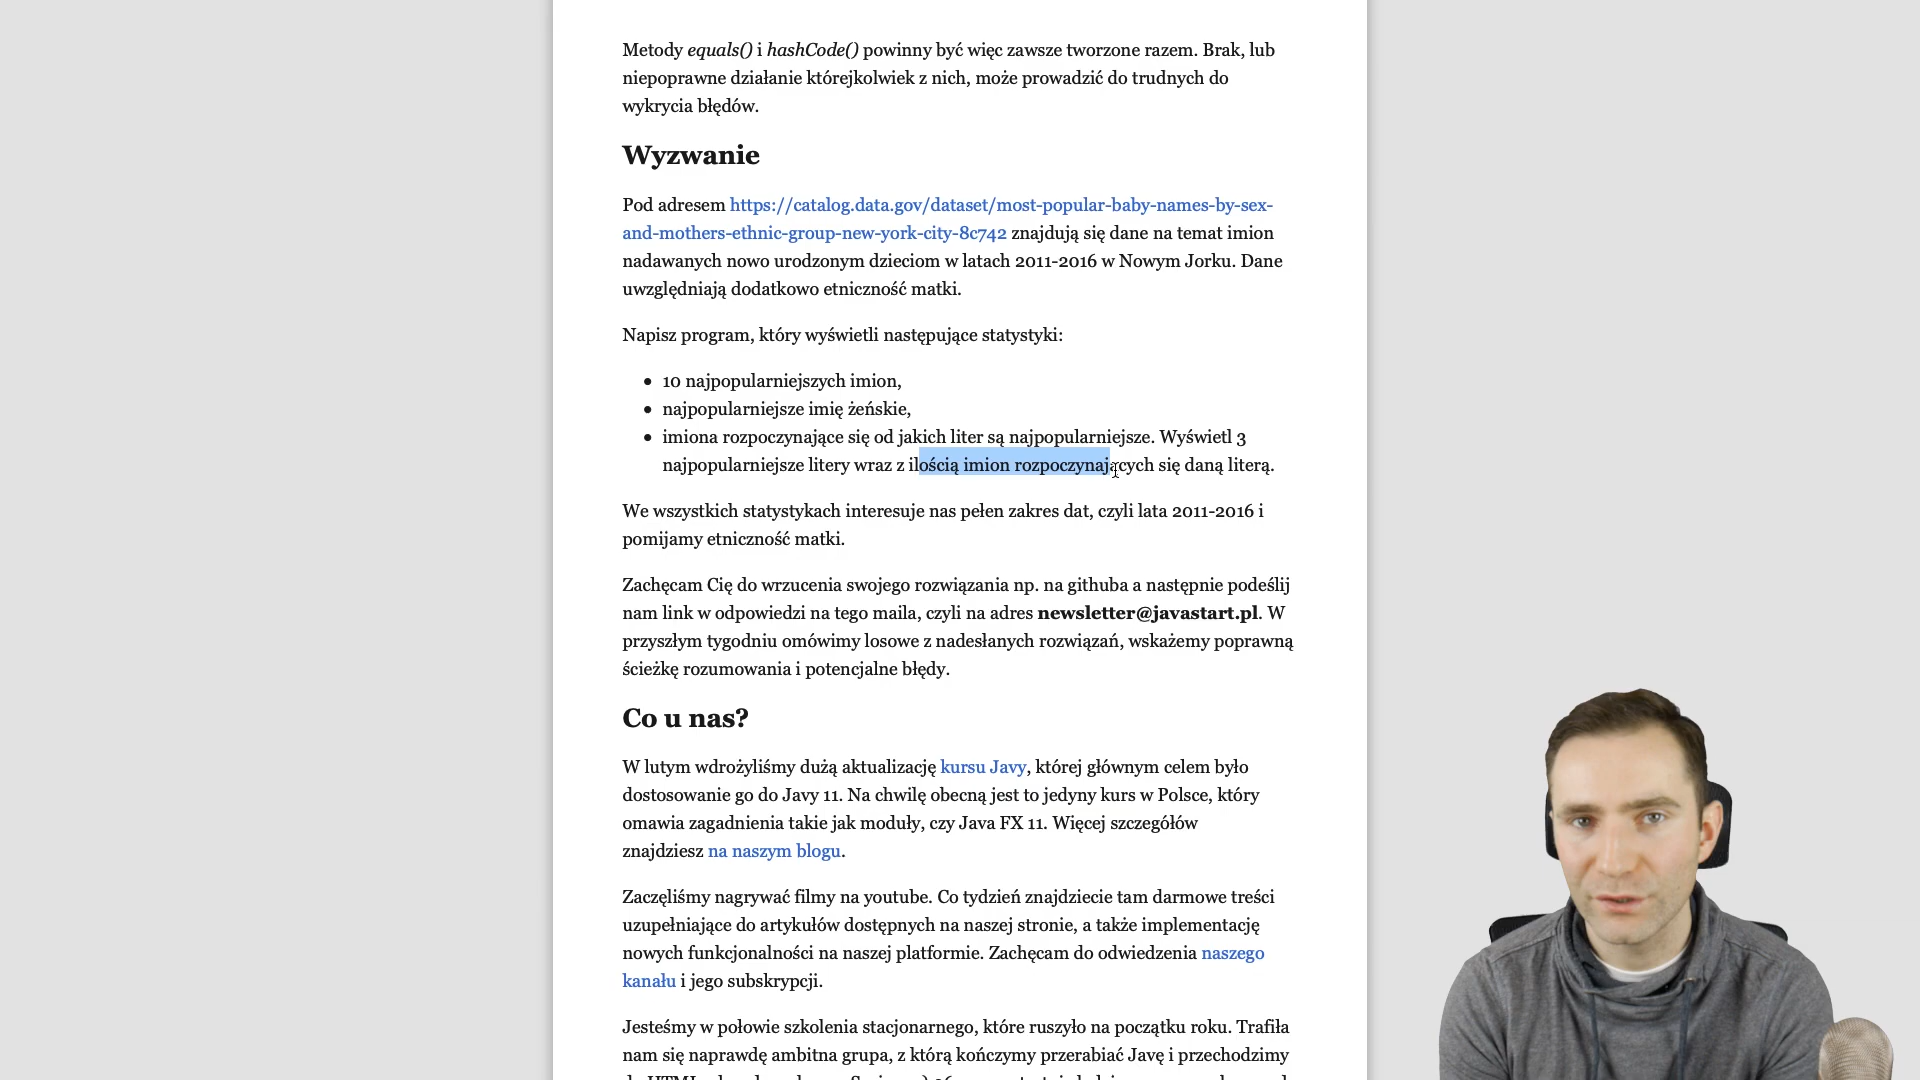 Metody equals() i hashCode() powinny być więc zawsze tworzone razem. Brak, lub
niepoprawne działanie którejkolwiek z nich, może prowadzić do trudnych do
wykrycia błędów.
Wyzwanie
Pod adresem https://catalog.data.gov/dataset/most-popular-baby-names-by-sex-
and-mothers-ethnic-group-new-york-city-8c742 znajdują się dane na temat imion
nadawanych nowo urodzonym dzieciom w latach 2011-2016 w Nowym Jorku. Dane
uwzględniają dodatkowo etniczność matki.
Napisz program, który wyświetli następujące statystyki:
• 10 najpopularniejszych imion,
• najpopularniejsze imię żeńskie,
• imiona rozpoczynające się od jakich liter są najpopularniejsze. Wyświetl 3
najpopularniejsze litery wraz z ilością imion rozpoczynających się daną literą.
We wszystkich statystykach interesuje nas pełen zakres dat, czyli lata 2011-2016 i
pomijamy etniczność matki.
Zachęcam Cię do wrzucenia swojego rozwiązania np. na githuba a następnie podeślij
nam link w odpowiedzi na tego maila, czyli na adres newsletter@javastart.pl. W
przyszłym tygodniu omówimy losowe z nadesłanych rozwiązań, wskażemy poprawną
ścieżkę rozumowania i potencjalne błędy.
Co u nas?
W lutym wdrożyliśmy dużą aktualizację kursu Javy, której głównym celem było
dostosowanie go do Javy 11. Na chwilę obecną jest to jedyny kurs w Polsce, który
omawia zagadnienia takie jak moduły, czy Java FX 11. Więcej szczegółów
znajdziesz na naszym blogu.
Zaczęliśmy nagrywać filmy na youtube. Co tydzień znajdziecie tam darmowe treści
uzupełniające do artykułów dostępnych na naszej stronie, a także implementację
nowych funkcjonalności na naszej platformie. Zachęcam do odwiedzenia naszego
kanału i jego subskrypcji.
Jesteśmy w połowie szkolenia stacjonarnego, które ruszyło na początku roku. Trafiła
nam się naprawdę ambitna grupa, z którą kończymy przerabiać Javę i przechodzimy